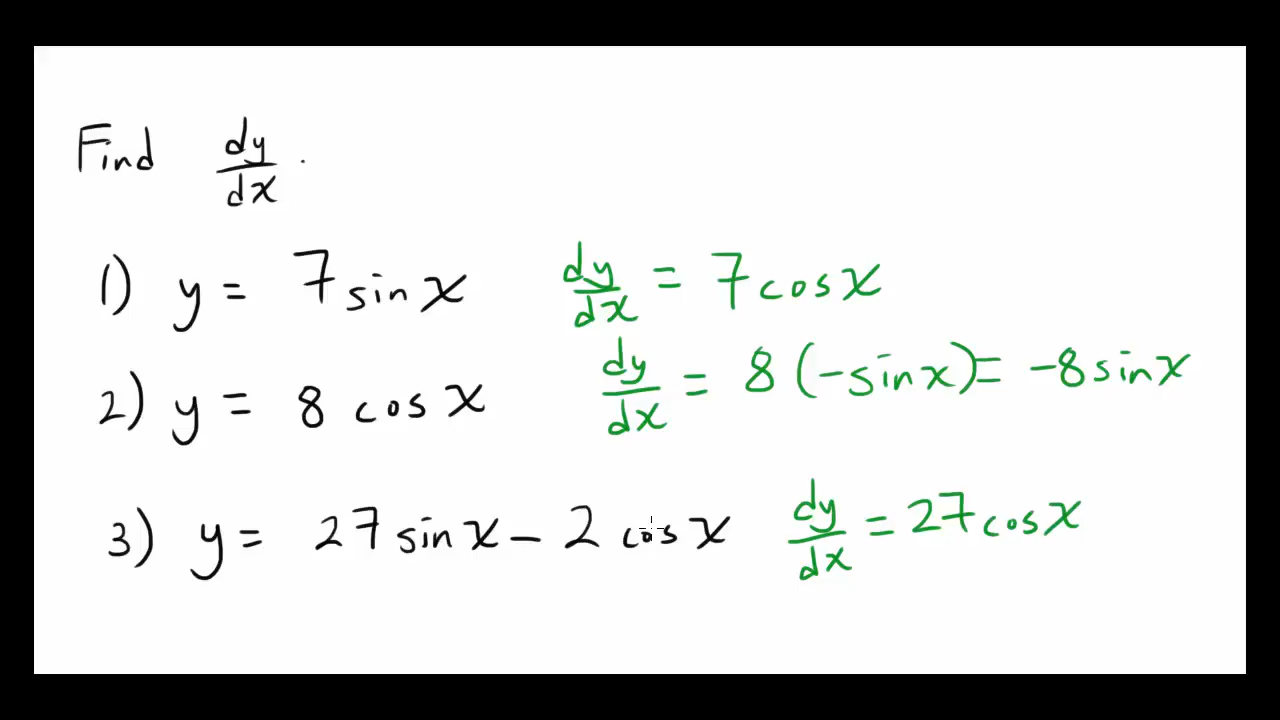 Find dy/dx .
1) y = 7 sin x dy/dx = 7 cos x
2) y = 8 cos x dy/dx = 8 (-sin x) = -8 sin x
3) y = 27 sin x - 2 cos x dy/dx = 27 cos x